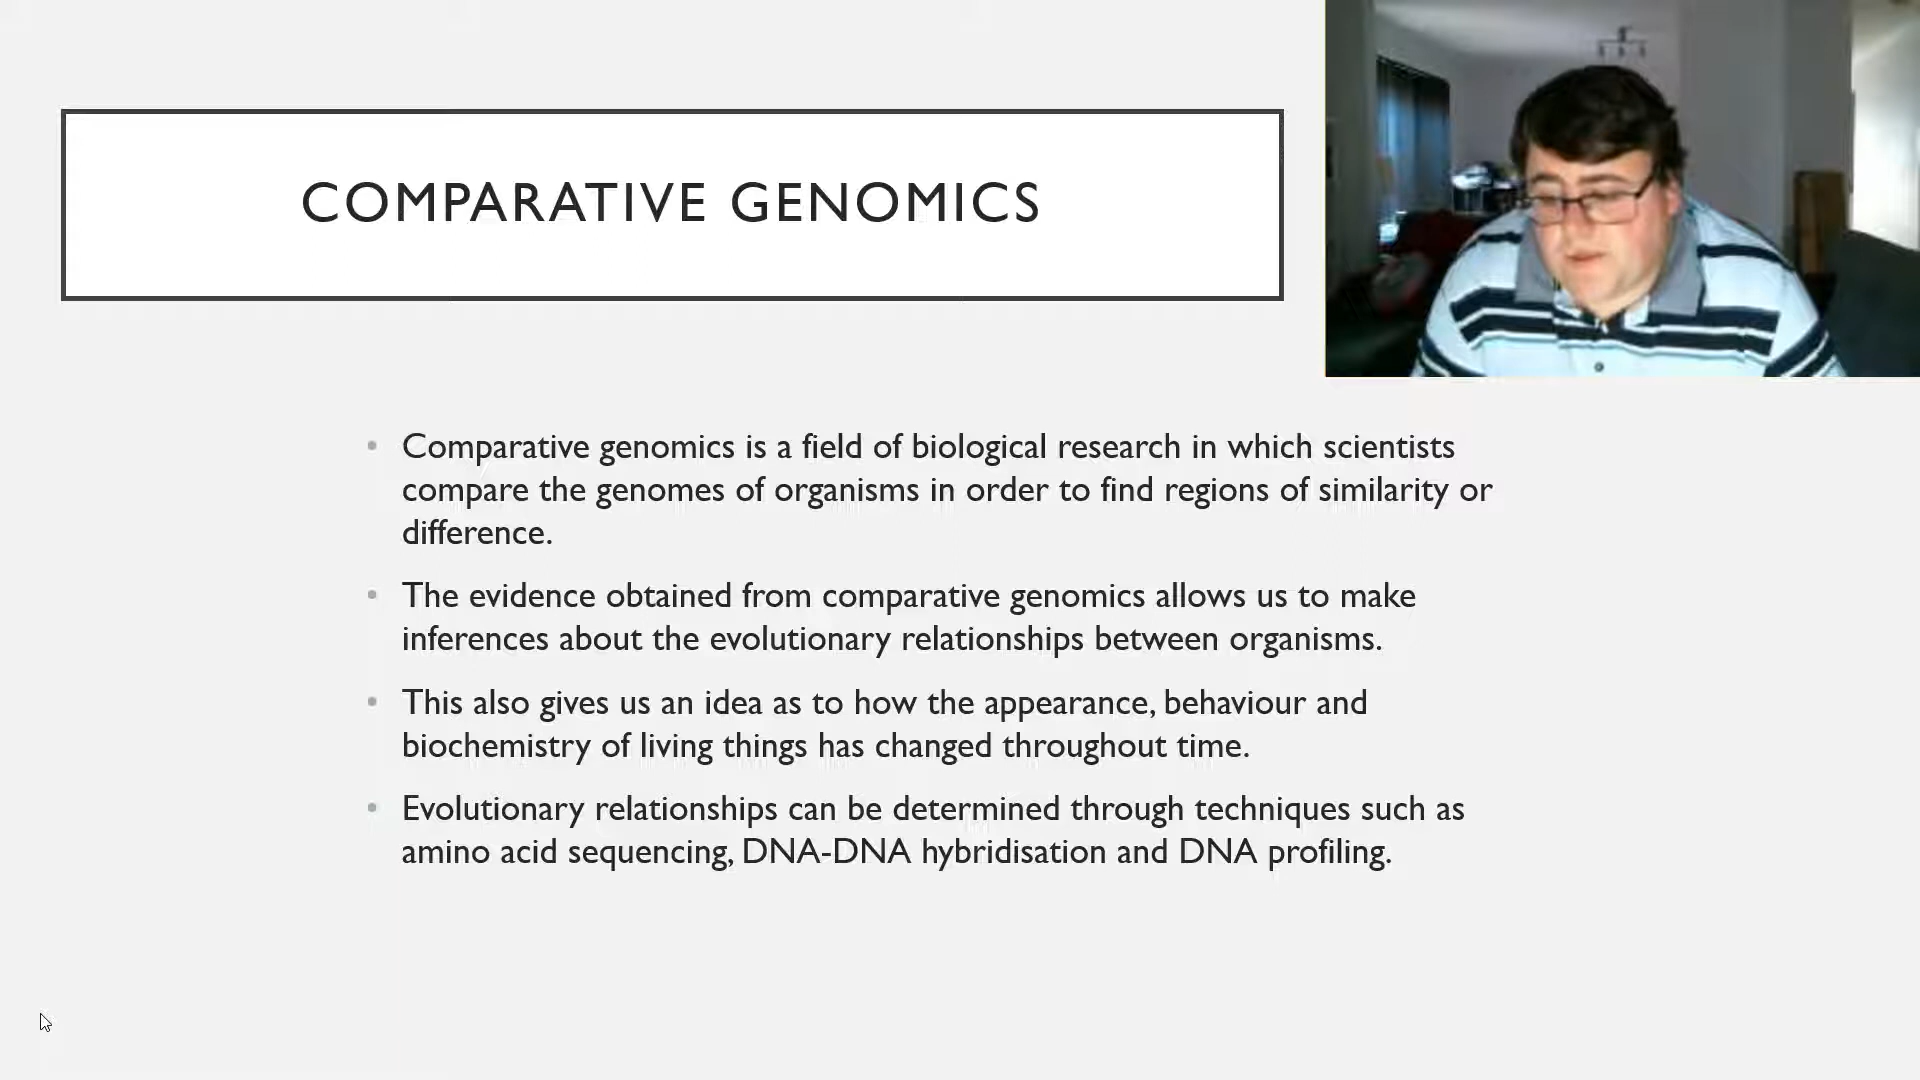 COMPARATIVE GENOMICS
Comparative genomics is a field of biological research in which scientists
compare the genomes of organisms in order to find regions of similarity or
difference.
The evidence obtained from comparative genomics allows us to make
inferences about the evolutionary relationships between organisms.
This also gives us an idea as to how the appearance, behaviour and
biochemistry of living things has changed throughout time.
Evolutionary relationships can be determined through techniques such as
amino acid sequencing, DNA-DNA hybridisation and DNA profiling.